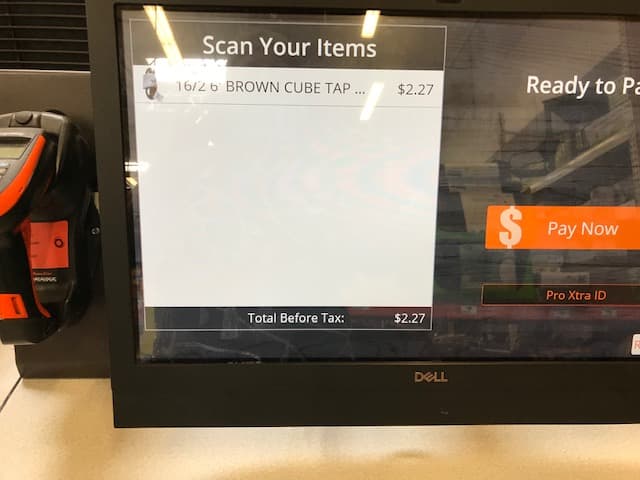 Scan Your Items
16/2 6' BROWN CUBE TAP ... $2.27
Total Before Tax: $2.27
Ready to Pa
$ Pay Now
Pro Xtra ID
R
DELL